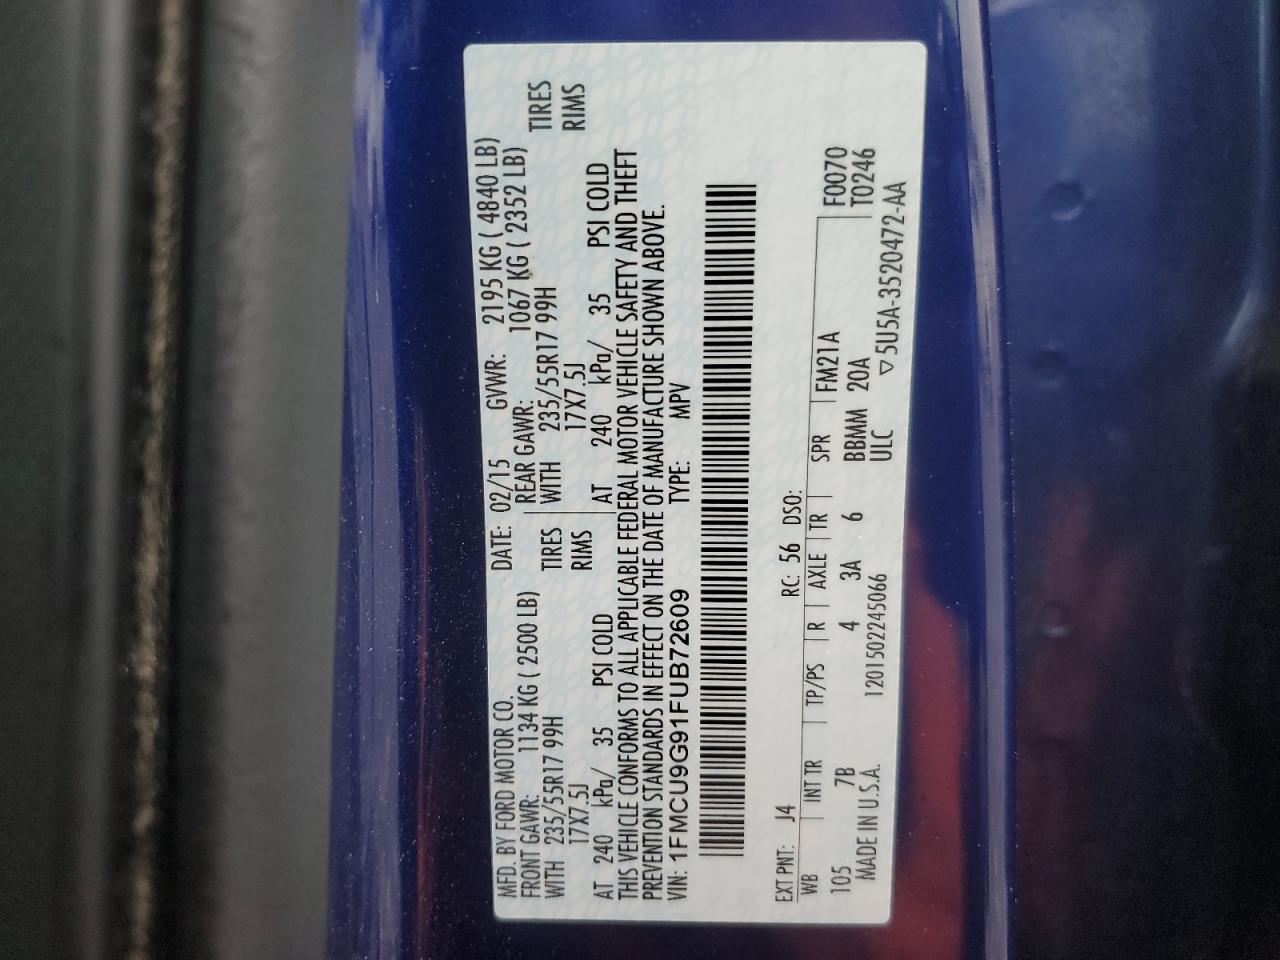 MFD. BY FORD MOTOR CO. DATE: 02/15 GVWR: 2195 KG ( 4840 LB)
FRONT GAWR: 1134 KG ( 2500 LB) REAR GAWR: 1067 KG ( 2352 LB)
WITH 235/55R17 99H TIRES WITH 235/55R17 99H TIRES
17X7.5J RIMS 17X7.5J RIMS
AT 240 kPa/ 35 PSI COLD AT 240 kPa/ 35 PSI COLD
THIS VEHICLE CONFORMS TO ALL APPLICABLE FEDERAL MOTOR VEHICLE SAFETY AND THEFT
PREVENTION STANDARDS IN EFFECT ON THE DATE OF MANUFACTURE SHOWN ABOVE.
VIN: 1FMCU9G91FUB72609 TYPE: MPV
EXT PNT: J4 RC: 56 DSO:
WB INT TR TP/PS R AXLE TR SPR FM21A F0070
105 7B 4 3A 6 BBMM 20A T0246
MADE IN U.S.A. 1201502245066 ULC ▽5U5A-3520472-AA